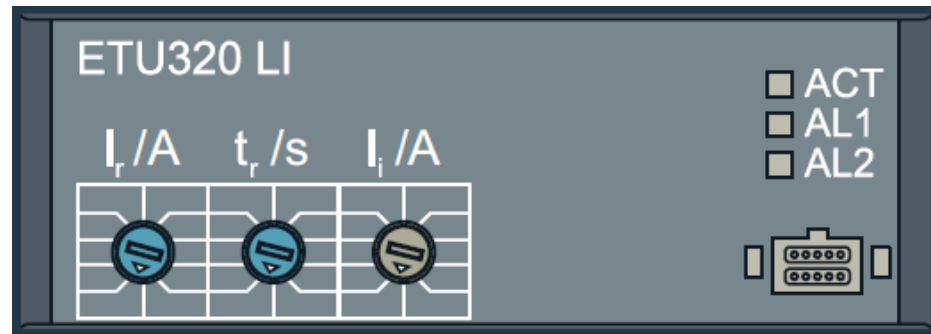 ETU320 LI
Ir /A tr /s Ii /A
ACT
AL1
AL2